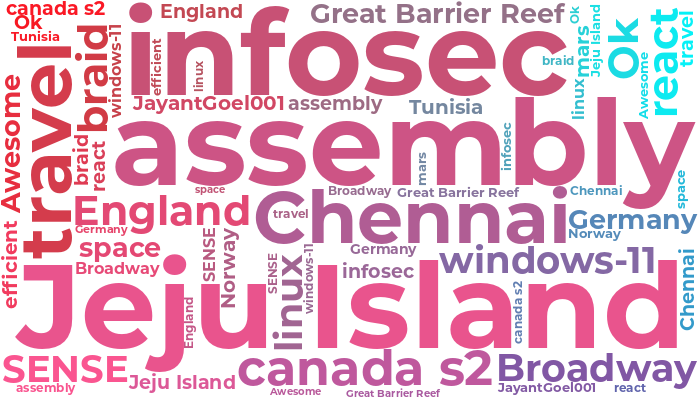 canada s2
England
Great Barrier Reef
Ok
Ok
Jeju Island
travel
Tunisia
windows-11
braid
infosec
efficient
linux
braid
mars
linux
Ok
Awesome
react
travel
JayantGoel001
assembly
Tunisia
Awesome
braid
react
assembly
mars
infosec
space
space
Broadway
Great Barrier Reef
Chennai
England
travel
Chennai
Germany
Germany
Norway
efficient
space
Broadway
SENSE
Norway
SENSE
linux
windows-11
Germany
infosec
windows-11
Chennai
Jeju Island
England
canada s2
SENSE
assembly
Jeju Island
canada s2
Awesome
Great Barrier Reef
Broadway
JayantGoel001
react